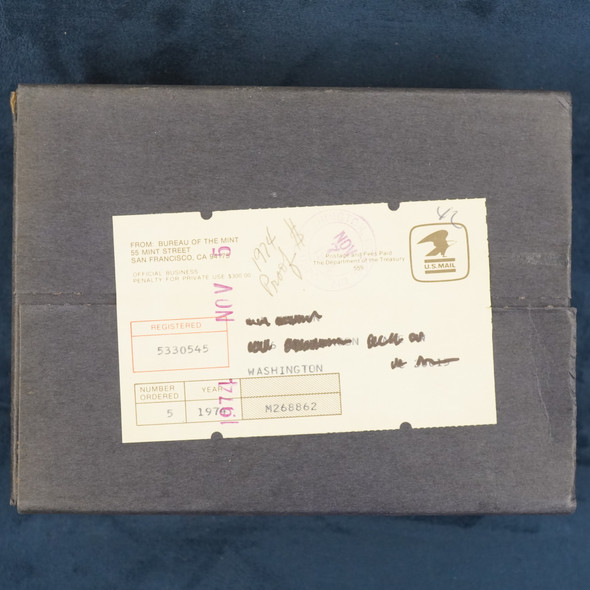 FROM: BUREAU OF THE MINT
55 MINT STREET
SAN FRANCISCO, CA 94175
OFFICIAL BUSINESS
PENALTY FOR PRIVATE USE $300.00
1974
Proof $
NOV
Postage and Fees Paid
The Department of the Treasury
U.S.MAIL
REGISTERED
5330545
WASHINGTON
NUMBER ORDERED
YEAR
5
197
M268862
1974 NOV 5